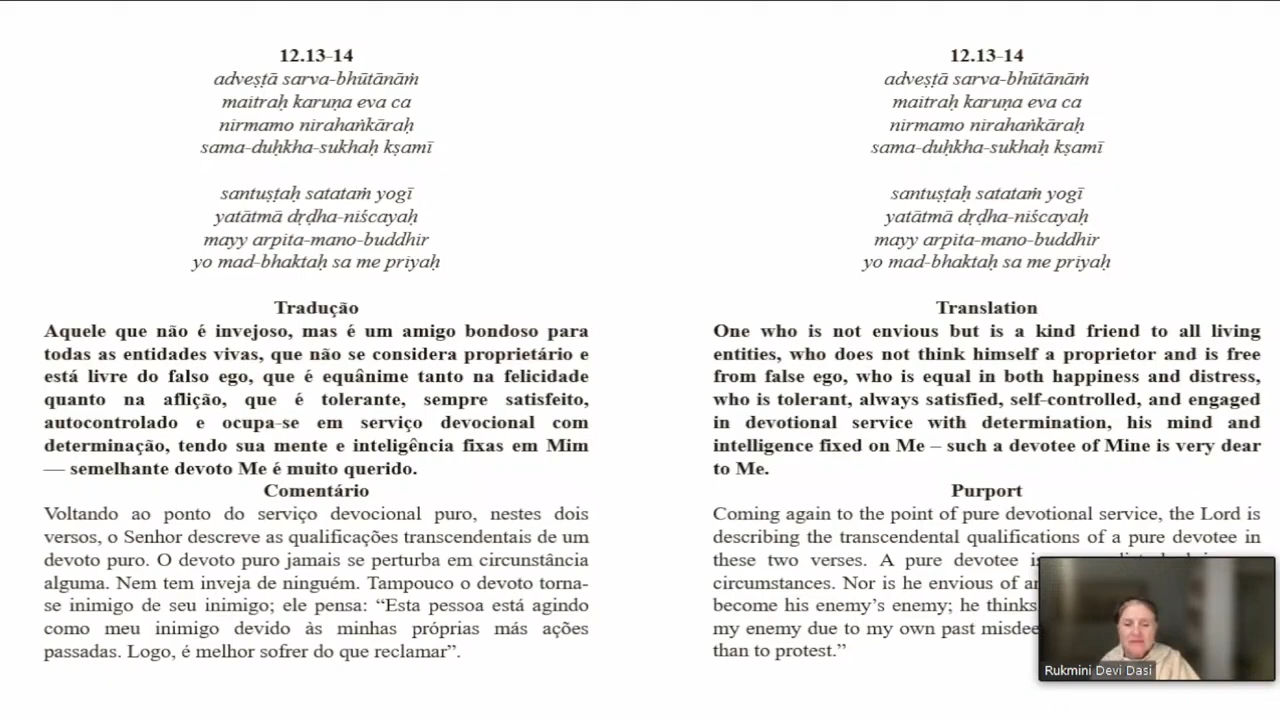 12.13-14
adveṣṭā sarva-bhūtānāṁ
maitraḥ karuṇa eva ca
nirmamo nirahaṅkāraḥ
sama-duḥkha-sukhaḥ kṣamī
santuṣṭaḥ satataṁ yogī
yatātmā dṛḍha-niścayaḥ
mayy arpita-mano-buddhir
yo mad-bhaktaḥ sa me priyaḥ
Tradução
Aquele que não é invejoso, mas é um amigo bondoso para
todas as entidades vivas, que não se considera proprietário e
está livre do falso ego, que é equânime tanto na felicidade
quanto na aflição, que é tolerante, sempre satisfeito,
autocontrolado e ocupa-se em serviço devocional com
determinação, tendo sua mente e inteligência fixas em Mim
— semelhante devoto Me é muito querido.
Comentário
Voltando ao ponto do serviço devocional puro, nestes dois
versos, o Senhor descreve as qualificações transcendentais de um
devoto puro. O devoto puro jamais se perturba em circunstância
alguma. Nem tem inveja de ninguém. Tampouco o devoto torna-
se inimigo de seu inimigo; ele pensa: “Esta pessoa está agindo
como meu inimigo devido às minhas próprias más ações
passadas. Logo, é melhor sofrer do que reclamar”.
12.13-14
adveṣṭā sarva-bhūtānāṁ
maitraḥ karuṇa eva ca
nirmamo nirahaṅkāraḥ
sama-duḥkha-sukhaḥ kṣamī
santuṣṭaḥ satataṁ yogī
yatātmā dṛḍha-niścayaḥ
mayy arpita-mano-buddhir
yo mad-bhaktaḥ sa me priyaḥ
Translation
One who is not envious but is a kind friend to all living
entities, who does not think himself a proprietor and is free
from false ego, who is equal in both happiness and distress,
who is tolerant, always satisfied, self-controlled, and engaged
in devotional service with determination, his mind and
intelligence fixed on Me – such a devotee of Mine is very dear
to Me.
Purport
Coming again to the point of pure devotional service, the Lord is
describing the transcendental qualifications of a pure devotee in
these two verses. A pure devotee
circumstances. Nor is he envious of
become his enemy’s enemy; he thinks
my enemy due to my own past
than to protest.”
Rukmini Devi Dasi